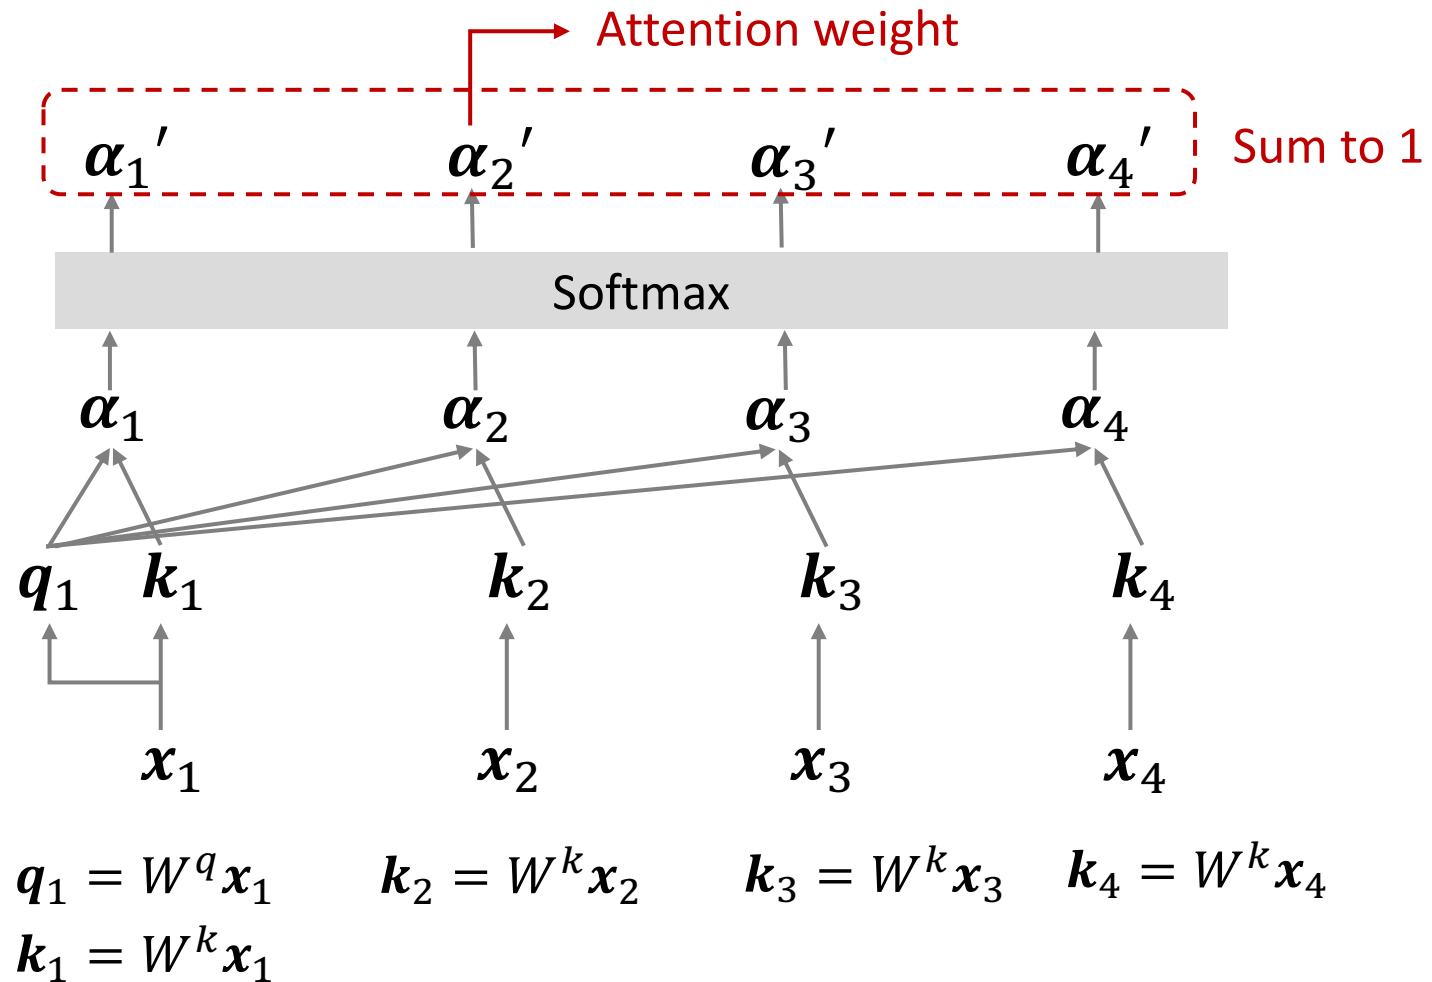 Attention weight
α₁′ α₂′ α₃′ α₄′ Sum to 1
Softmax
α₁ α₂ α₃ α₄
q₁ k₁ k₂ k₃ k₄
x₁ x₂ x₃ x₄
q₁ = W^q x₁ k₂ = W^k x₂ k₃ = W^k x₃ k₄ = W^k x₄
k₁ = W^k x₁